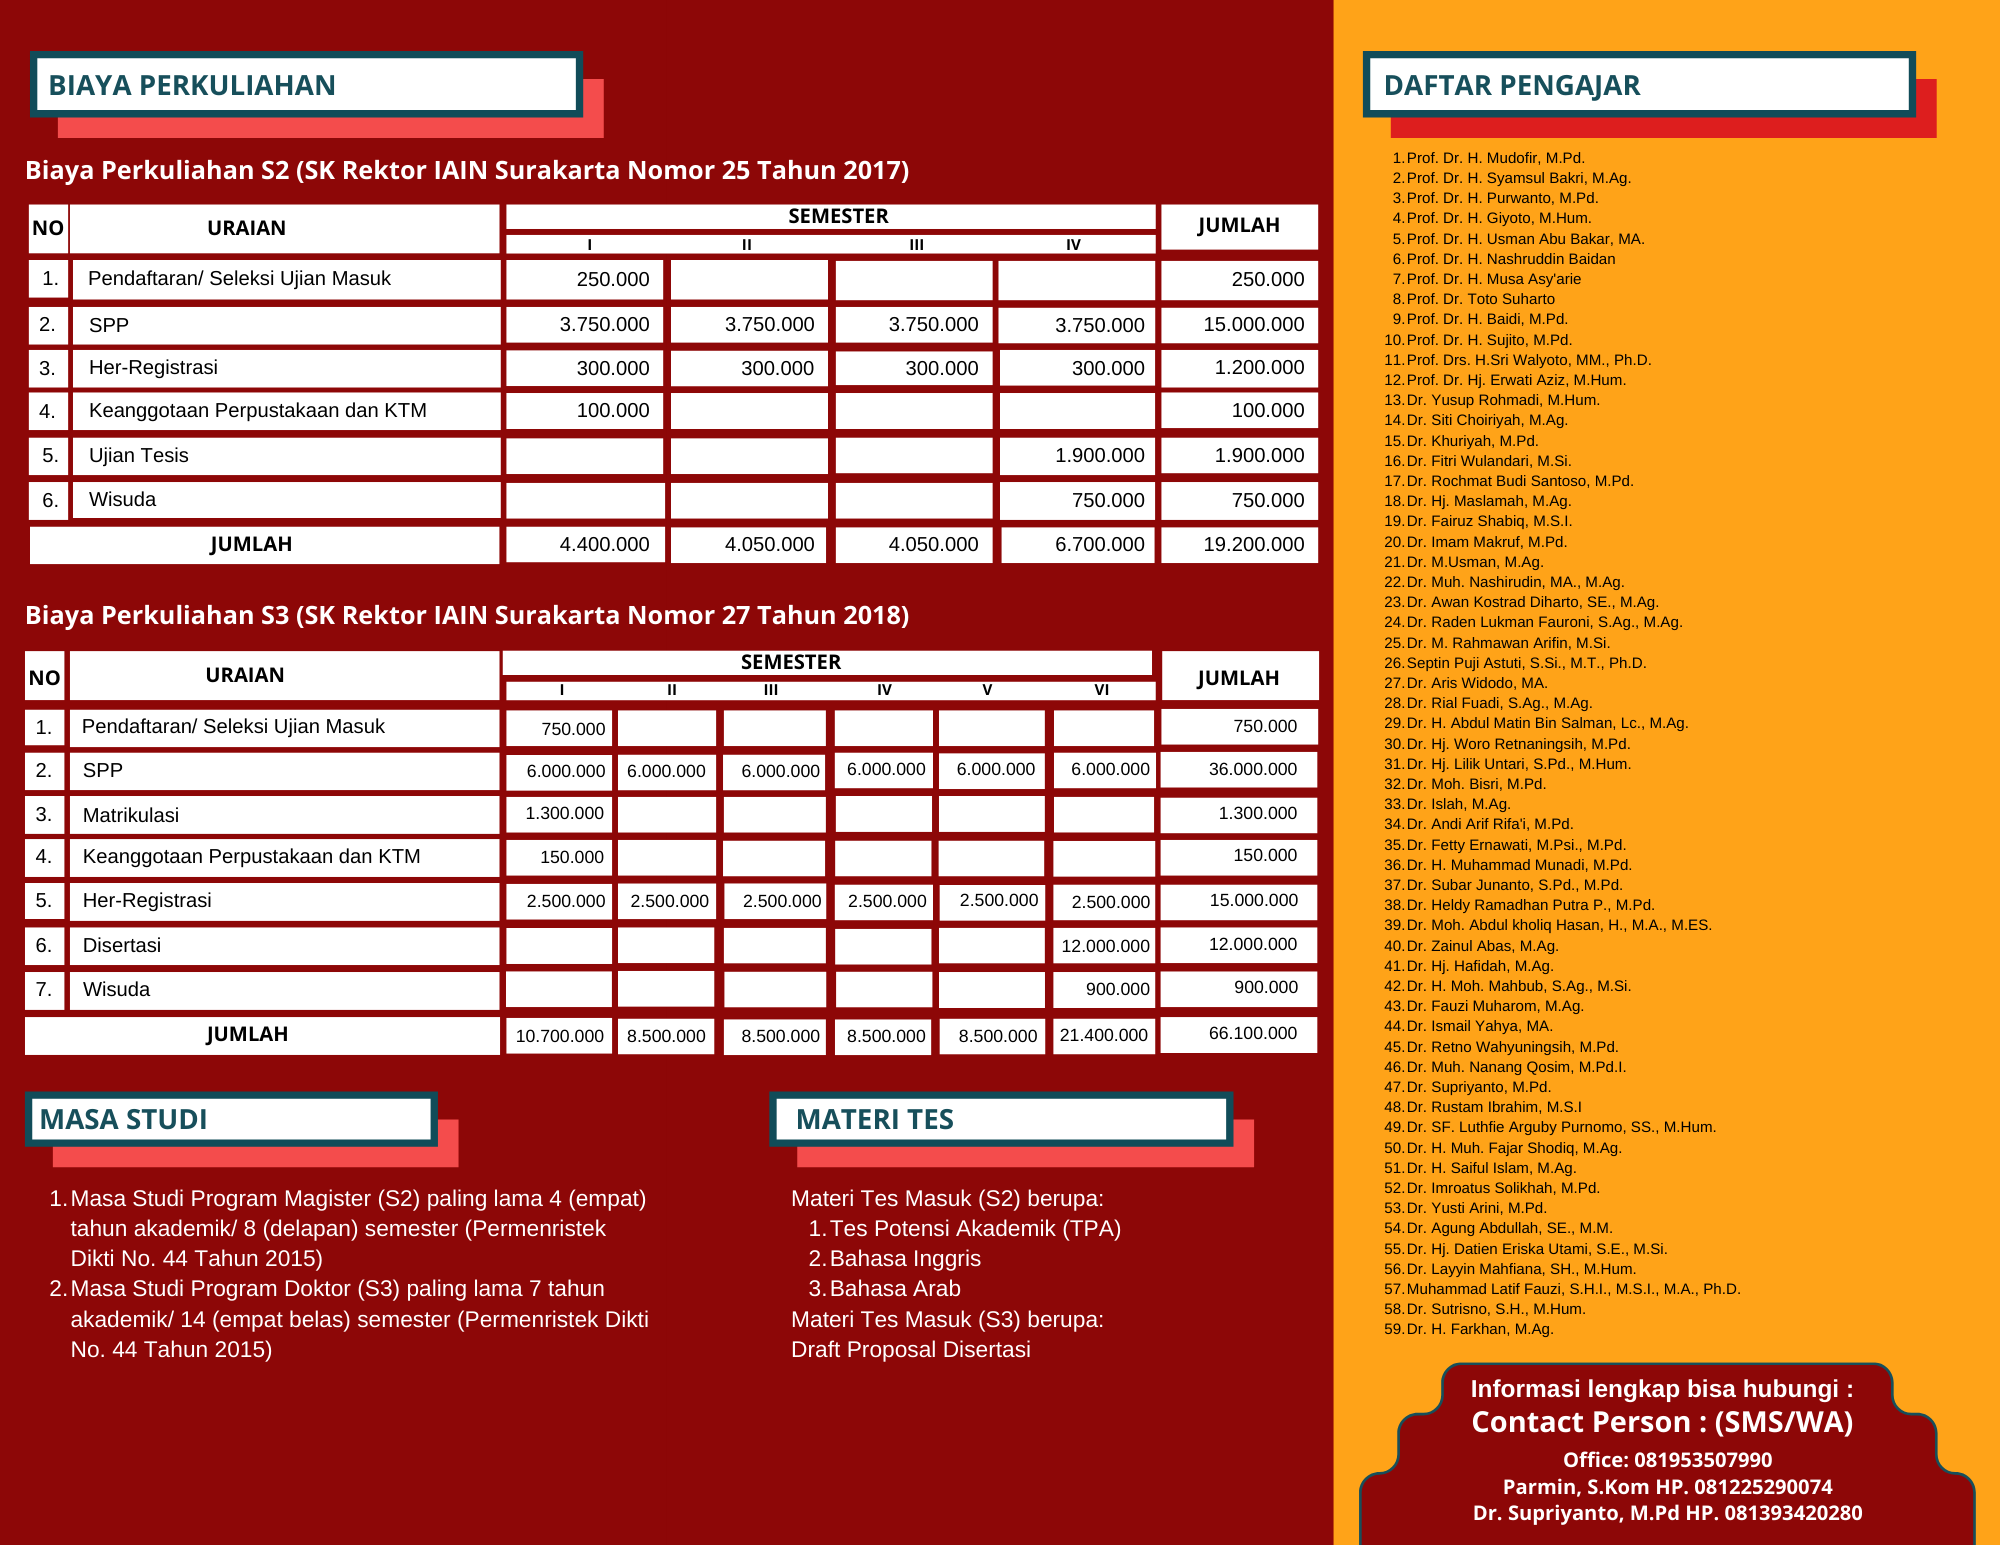 BIAYA PERKULIAHAN
Biaya Perkuliahan S2 (SK Rektor IAIN Surakarta Nomor 25 Tahun 2017)
NO URAIAN SEMESTER JUMLAH
I II III IV
1. Pendaftaran/ Seleksi Ujian Masuk 250.000 250.000
2. SPP 3.750.000 3.750.000 3.750.000 3.750.000 15.000.000
3. Her-Registrasi 300.000 300.000 300.000 300.000 1.200.000
4. Keanggotaan Perpustakaan dan KTM 100.000 100.000
5. Ujian Tesis 1.900.000 1.900.000
6. Wisuda 750.000 750.000
JUMLAH 4.400.000 4.050.000 4.050.000 6.700.000 19.200.000
Biaya Perkuliahan S3 (SK Rektor IAIN Surakarta Nomor 27 Tahun 2018)
NO URAIAN SEMESTER JUMLAH
I II III IV V VI
1. Pendaftaran/ Seleksi Ujian Masuk 750.000 750.000
2. SPP 6.000.000 6.000.000 6.000.000 6.000.000 6.000.000 6.000.000 36.000.000
3. Matrikulasi 1.300.000 1.300.000
4. Keanggotaan Perpustakaan dan KTM 150.000 150.000
5. Her-Registrasi 2.500.000 2.500.000 2.500.000 2.500.000 2.500.000 2.500.000 15.000.000
6. Disertasi 12.000.000 12.000.000
7. Wisuda 900.000 900.000
JUMLAH 10.700.000 8.500.000 8.500.000 8.500.000 8.500.000 21.400.000 66.100.000
MASA STUDI
1. Masa Studi Program Magister (S2) paling lama 4 (empat)
tahun akademik/ 8 (delapan) semester (Permenristek
Dikti No. 44 Tahun 2015)
2. Masa Studi Program Doktor (S3) paling lama 7 tahun
akademik/ 14 (empat belas) semester (Permenristek Dikti
No. 44 Tahun 2015)
MATERI TES
Materi Tes Masuk (S2) berupa:
1. Tes Potensi Akademik (TPA)
2. Bahasa Inggris
3. Bahasa Arab
Materi Tes Masuk (S3) berupa:
Draft Proposal Disertasi
DAFTAR PENGAJAR
1. Prof. Dr. H. Mudofir, M.Pd.
2. Prof. Dr. H. Syamsul Bakri, M.Ag.
3. Prof. Dr. H. Purwanto, M.Pd.
4. Prof. Dr. H. Giyoto, M.Hum.
5. Prof. Dr. H. Usman Abu Bakar, MA.
6. Prof. Dr. H. Nashruddin Baidan
7. Prof. Dr. H. Musa Asy'arie
8. Prof. Dr. Toto Suharto
9. Prof. Dr. H. Baidi, M.Pd.
10. Prof. Dr. H. Sujito, M.Pd.
11. Prof. Drs. H.Sri Walyoto, MM., Ph.D.
12. Prof. Dr. Hj. Erwati Aziz, M.Hum.
13. Dr. Yusup Rohmadi, M.Hum.
14. Dr. Siti Choiriyah, M.Ag.
15. Dr. Khuriyah, M.Pd.
16. Dr. Fitri Wulandari, M.Si.
17. Dr. Rochmat Budi Santoso, M.Pd.
18. Dr. Hj. Maslamah, M.Ag.
19. Dr. Fairuz Shabiq, M.S.I.
20. Dr. Imam Makruf, M.Pd.
21. Dr. M.Usman, M.Ag.
22. Dr. Muh. Nashirudin, MA., M.Ag.
23. Dr. Awan Kostrad Diharto, SE., M.Ag.
24. Dr. Raden Lukman Fauroni, S.Ag., M.Ag.
25. Dr. M. Rahmawan Arifin, M.Si.
26. Septin Puji Astuti, S.Si., M.T., Ph.D.
27. Dr. Aris Widodo, MA.
28. Dr. Rial Fuadi, S.Ag., M.Ag.
29. Dr. H. Abdul Matin Bin Salman, Lc., M.Ag.
30. Dr. Hj. Woro Retnaningsih, M.Pd.
31. Dr. Hj. Lilik Untari, S.Pd., M.Hum.
32. Dr. Moh. Bisri, M.Pd.
33. Dr. Islah, M.Ag.
34. Dr. Andi Arif Rifa'i, M.Pd.
35. Dr. Fetty Ernawati, M.Psi., M.Pd.
36. Dr. H. Muhammad Munadi, M.Pd.
37. Dr. Subar Junanto, S.Pd., M.Pd.
38. Dr. Heldy Ramadhan Putra P., M.Pd.
39. Dr. Moh. Abdul kholiq Hasan, H., M.A., M.ES.
40. Dr. Zainul Abas, M.Ag.
41. Dr. Hj. Hafidah, M.Ag.
42. Dr. H. Moh. Mahbub, S.Ag., M.Si.
43. Dr. Fauzi Muharom, M.Ag.
44. Dr. Ismail Yahya, MA.
45. Dr. Retno Wahyuningsih, M.Pd.
46. Dr. Muh. Nanang Qosim, M.Pd.I.
47. Dr. Supriyanto, M.Pd.
48. Dr. Rustam Ibrahim, M.S.I
49. Dr. SF. Luthfie Arguby Purnomo, SS., M.Hum.
50. Dr. H. Muh. Fajar Shodiq, M.Ag.
51. Dr. H. Saiful Islam, M.Ag.
52. Dr. Imroatus Solikhah, M.Pd.
53. Dr. Yusti Arini, M.Pd.
54. Dr. Agung Abdullah, SE., M.M.
55. Dr. Hj. Datien Eriska Utami, S.E., M.Si.
56. Dr. Layyin Mahfiana, SH., M.Hum.
57. Muhammad Latif Fauzi, S.H.I., M.S.I., M.A., Ph.D.
58. Dr. Sutrisno, S.H., M.Hum.
59. Dr. H. Farkhan, M.Ag.
Informasi lengkap bisa hubungi :
Contact Person : (SMS/WA)
Office: 081953507990
Parmin, S.Kom HP. 081225290074
Dr. Supriyanto, M.Pd HP. 081393420280